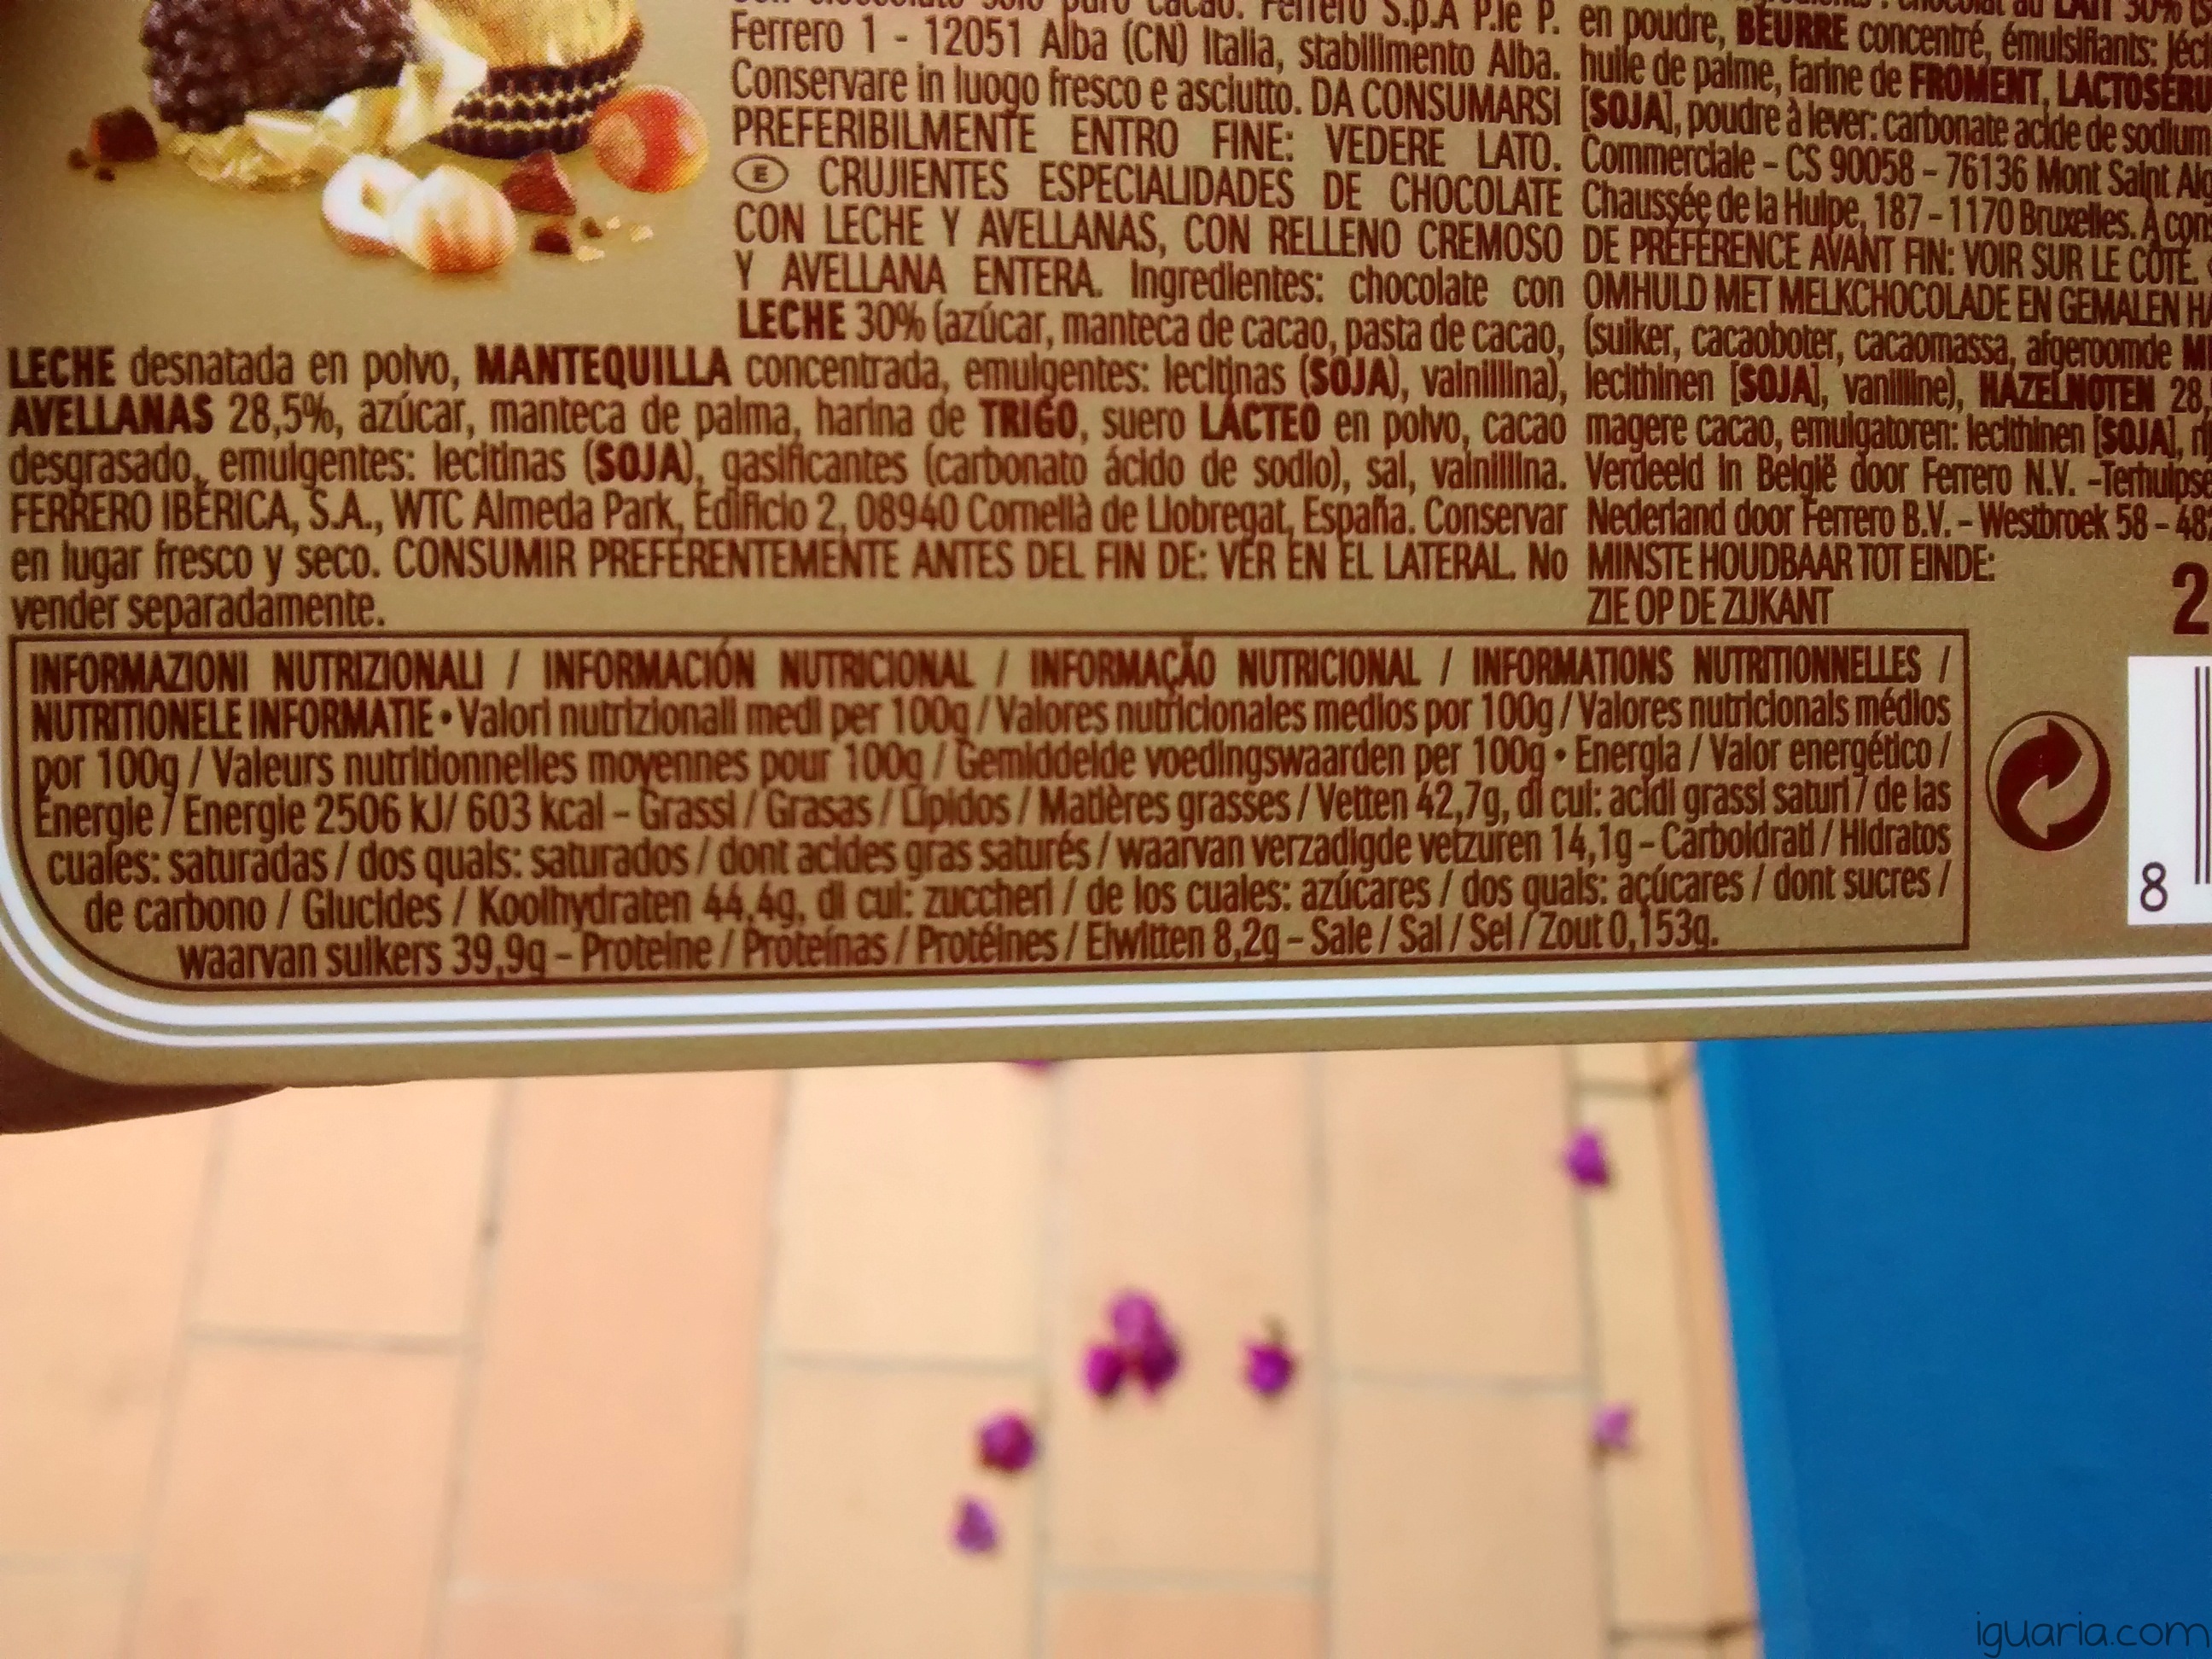 Ferrero S.p.A P.le P.
Ferrero 1 - 12051 Alba (CN) Italia, stabilimento Alba.
Conservare in luogo fresco e asciutto. DA CONSUMARSI
PREFERIBILMENTE ENTRO FINE: VEDERE LATO.
E CRUJIENTES ESPECIALIDADES DE CHOCOLATE
CON LECHE Y AVELLANAS, CON RELLENO CREMOSO
Y AVELLANA ENTERA. Ingredientes: chocolate con
LECHE 30% (azúcar, manteca de cacao, pasta de cacao,
LECHE desnatada en polvo, MANTEQUILLA concentrada, emulgentes: lecitinas (SOJA), vainillina),
AVELLANAS 28,5%, azúcar, manteca de palma, harina de TRIGO, suero LÁCTEO en polvo, cacao
desgrasado, emulgentes: lecitinas (SOJA), gasificantes (carbonato ácido de sodio), sal, vainillina.
FERRERO IBÉRICA, S.A., WTC Almeda Park, Edificio 2, 08940 Cornellà de Llobregat, España. Conservar
en lugar fresco y seco. CONSUMIR PREFERENTEMENTE ANTES DEL FIN DE: VER EN EL LATERAL. No
vender separadamente.
en poudre, BEURRE concentré, émulsifiants:
huile de palme, farine de FROMENT,
[SOJA], poudre à lever: carbonate acide de sodium
Commerciale - CS 90058 - 76136 Mont Saint
Chaussée de la Hulpe, 187 - 1170 Bruxelles. À
DE PRÉFÉRENCE AVANT FIN: VOIR SUR LE CÔTÉ.
OMHULD MET MELKCHOCOLADE EN GEMALEN
(suiker, cacaoboter, cacaomassa, afgeroomde
lecithinen [SOJA], vanilline), HAZELNOTEN 28,
magere cacao, emulgatoren: lecithinen [SOJA],
Verdeeld in België door Ferrero N.V. -
Nederland door Ferrero B.V. - Westbroek 58 -
MINSTE HOUDBAAR TOT EINDE:
ZIE OP DE ZIJKANT
2
8
INFORMAZIONI NUTRIZIONALI / INFORMACIÓN NUTRICIONAL / INFORMAÇÃO NUTRICIONAL / INFORMATIONS NUTRITIONNELLES /
NUTRITIONELE INFORMATIE • Valori nutrizionali medi per 100g / Valores nutricionales medios por 100g / Valores nutricionais médios
por 100g / Valeurs nutritionnelles moyennes pour 100g / Gemiddelde voedingswaarden per 100g • Energia / Valor energético /
Énergie / Energie 2506 kJ/ 603 kcal - Grassi / Grasas / Lípidos / Matières grasses / Vetten 42,7g, di cui: acidi grassi saturi / de las
cuales: saturadas / dos quais: saturados / dont acides gras saturés / waarvan verzadigde vetzuren 14,1g - Carboidrati / Hidratos
de carbono / Glucides / Koolhydraten 44,4g, di cui: zuccheri / de los cuales: azúcares / dos quais: açúcares / dont sucres /
waarvan suikers 39,9g - Proteine / Proteínas / Protéines / Eiwitten 8,2g - Sale / Sal / Sel / Zout 0,153g.
iguaria.com